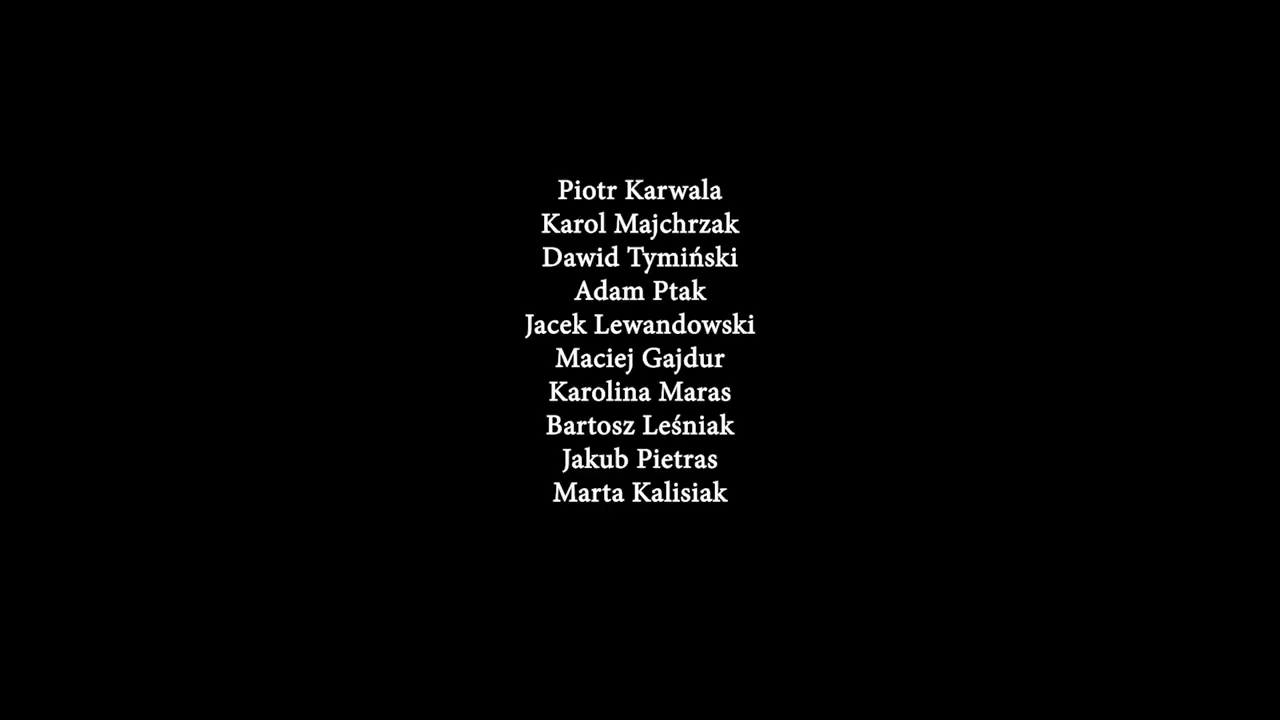 Piotr Karwala
Karol Majchrzak
Dawid Tymiński
Adam Ptak
Jacek Lewandowski
Maciej Gajdur
Karolina Maras
Bartosz Leśniak
Jakub Pietras
Marta Kalisiak